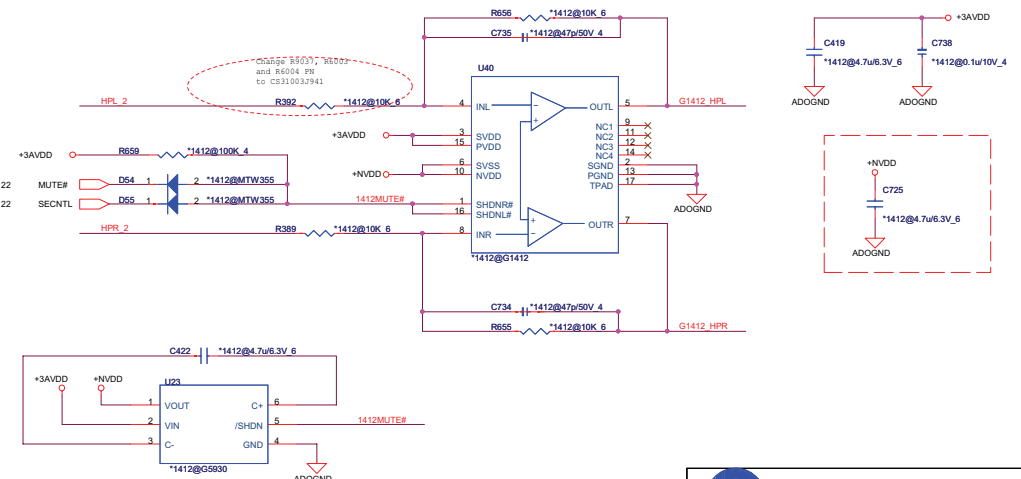 R656 *1412@10K_6
C735 *1412@47p/50V_4
Change R9037, R6003
and R6004 PN
to CS31003J941
HPL_2
R392 *1412@10K_6
U40
4 INL
OUTL 5
G1412_HPL
+3AVDD
3 SVDD
15 PVDD
NC1 9
NC2 11
NC3 12
NC4 14
+NVDD
6 SVSS
10 NVDD
SGND 2
PGND 13
TPAD 17
ADOGND
+3AVDD
R659 *1412@100K_4
22 MUTE# D54 1 2 *1412@MTW355
22 SECNTL D55 1 2 *1412@MTW355
1412MUTE#
1 SHDNR#
16 SHDNL#
HPR_2
R389 *1412@10K_6
8 INR
OUTR 7
*1412@G1412
C734 *1412@47p/50V_4
R655 *1412@10K_6
G1412_HPR
+3AVDD
C419
*1412@4.7u/6.3V_6
C738
*1412@0.1u/10V_4
ADOGND
ADOGND
+NVDD
C725
*1412@4.7u/6.3V_6
ADOGND
C422 *1412@4.7u/6.3V_6
+3AVDD
+NVDD
U23
1 VOUT
C+ 6
2 VIN
/SHDN 5
1412MUTE#
3 C-
GND 4
*1412@G5930
ADOGND